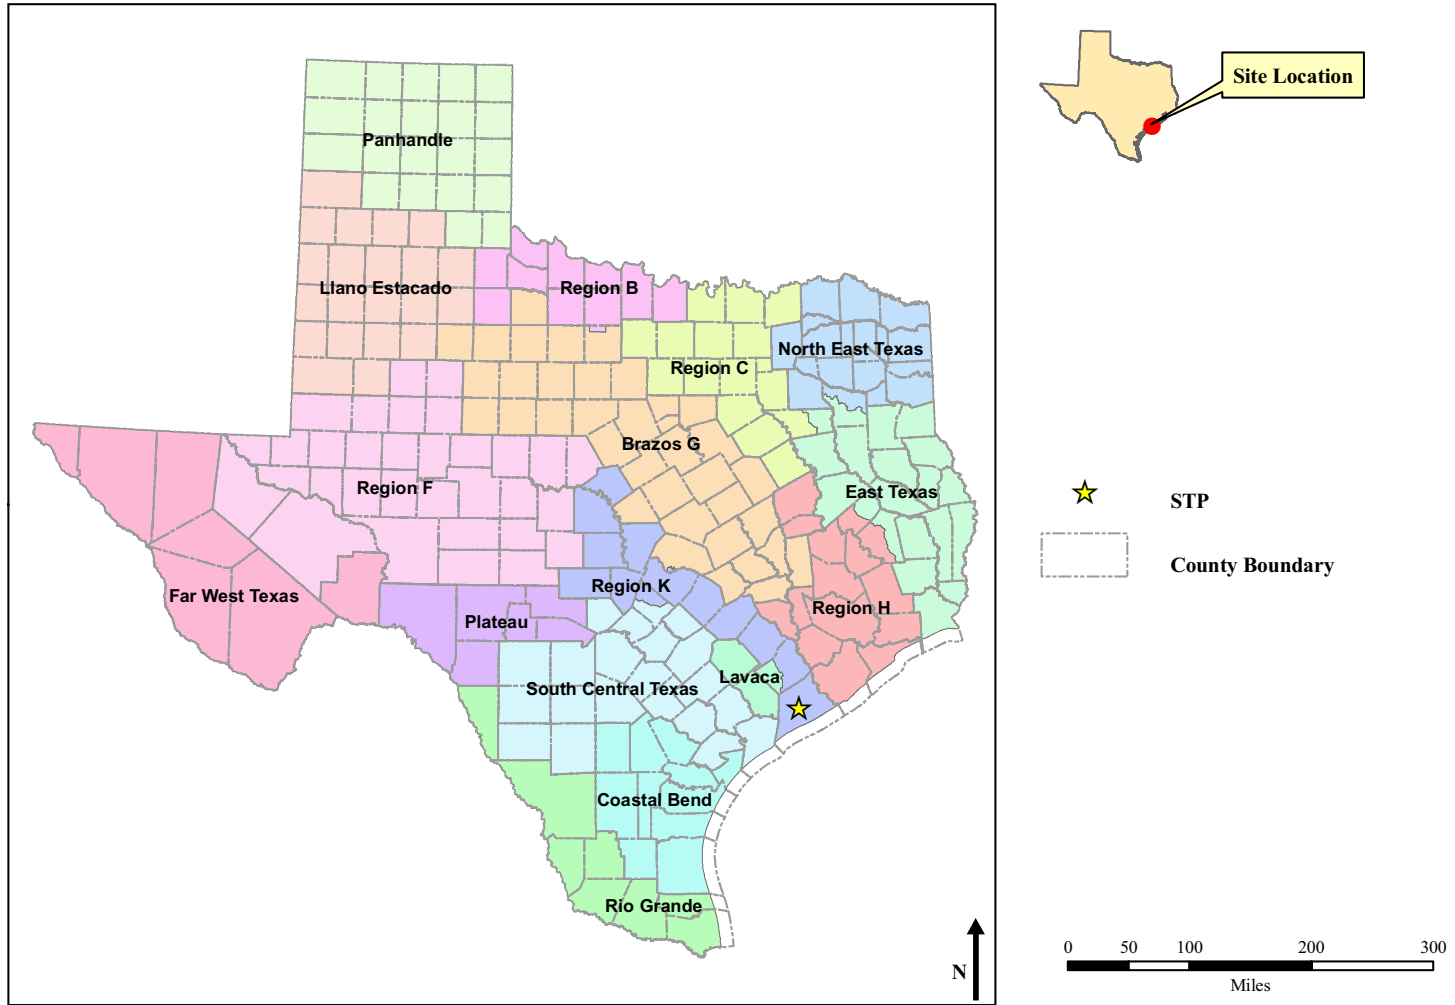 Panhandle
Llano Estacado
Region B
North East Texas
Region C
Brazos G
Region F
East Texas
Far West Texas
Region K
Region H
Plateau
Lavaca
South Central Texas
Coastal Bend
Rio Grande
N
Site Location
STP
County Boundary
0 50 100 200 300
Miles